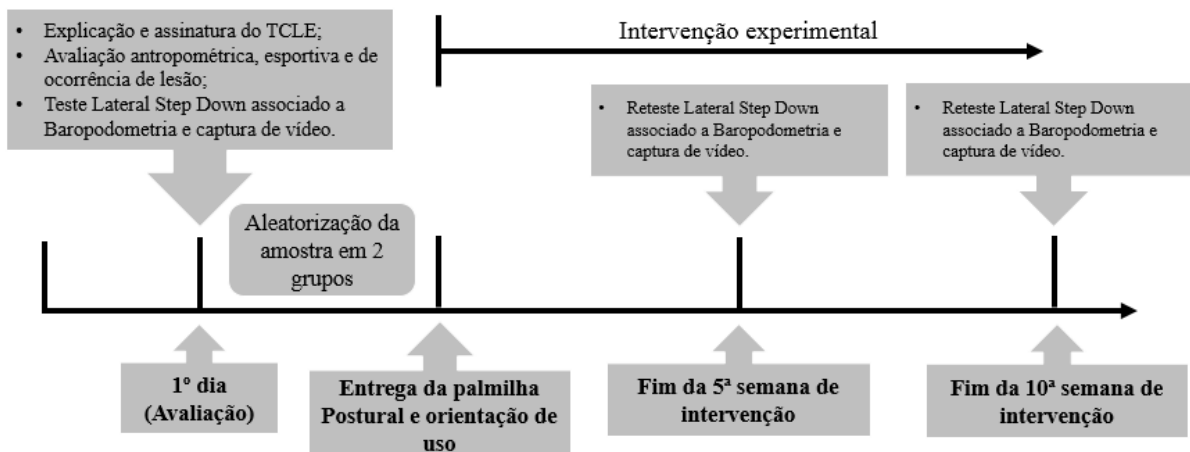 • Explicação e assinatura do TCLE;
• Avaliação antropométrica, esportiva e de
ocorrência de lesão;
• Teste Lateral Step Down associado a
Baropodometria e captura de vídeo.
Intervenção experimental
• Reteste Lateral Step Down
associado a Baropodometria e
captura de vídeo.
• Reteste Lateral Step Down
associado a Baropodometria e
captura de vídeo.
Aleatorização da
amostra em 2
grupos
1º dia
(Avaliação)
Entrega da palmilha
Postural e orientação de
uso
Fim da 5ª semana de
intervenção
Fim da 10ª semana de
intervenção